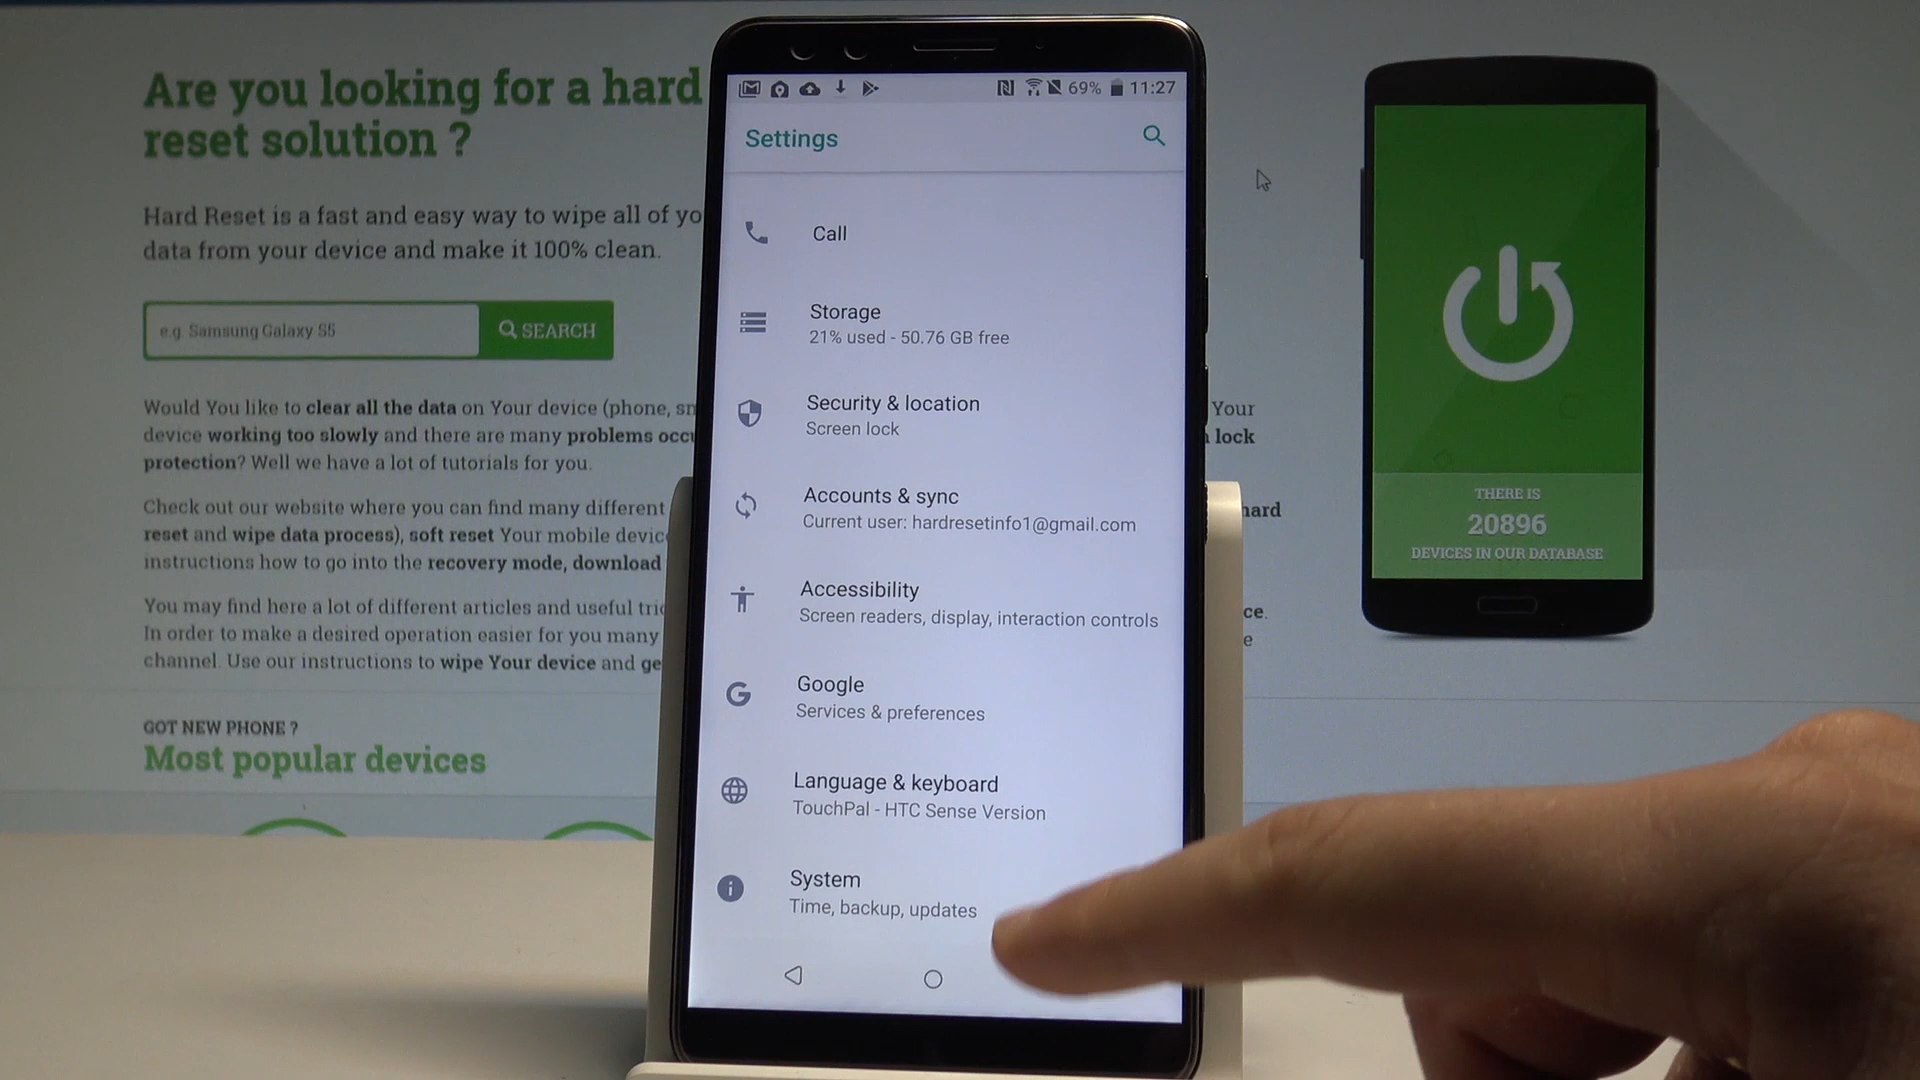 Are you looking for a hard
reset solution ?
Hard Reset is a fast and easy way to wipe all of yo
data from your device and make it 100% clean.
e.g. Samsung Galaxy S5
SEARCH
Would You like to clear all the data on Your device (phone, sm
device working too slowly and there are many problems occu
protection? Well we have a lot of tutorials for you.
Check out our website where you can find many different
reset and wipe data process), soft reset Your mobile devic
instructions how to go into the recovery mode, download
You may find here a lot of different articles and useful tric
In order to make a desired operation easier for you many
channel. Use our instructions to wipe Your device and ge
GOT NEW PHONE ?
Most popular devices
69% 11:27
Settings
Call
Storage
21% used - 50.76 GB free
Security & location
Screen lock
Accounts & sync
Current user: hardresetinfo1@gmail.com
Accessibility
Screen readers, display, interaction controls
Google
Services & preferences
Language & keyboard
TouchPal - HTC Sense Version
System
Time, backup, updates
Your
lock
hard
ce.
e
THERE IS
20896
DEVICES IN OUR DATABASE